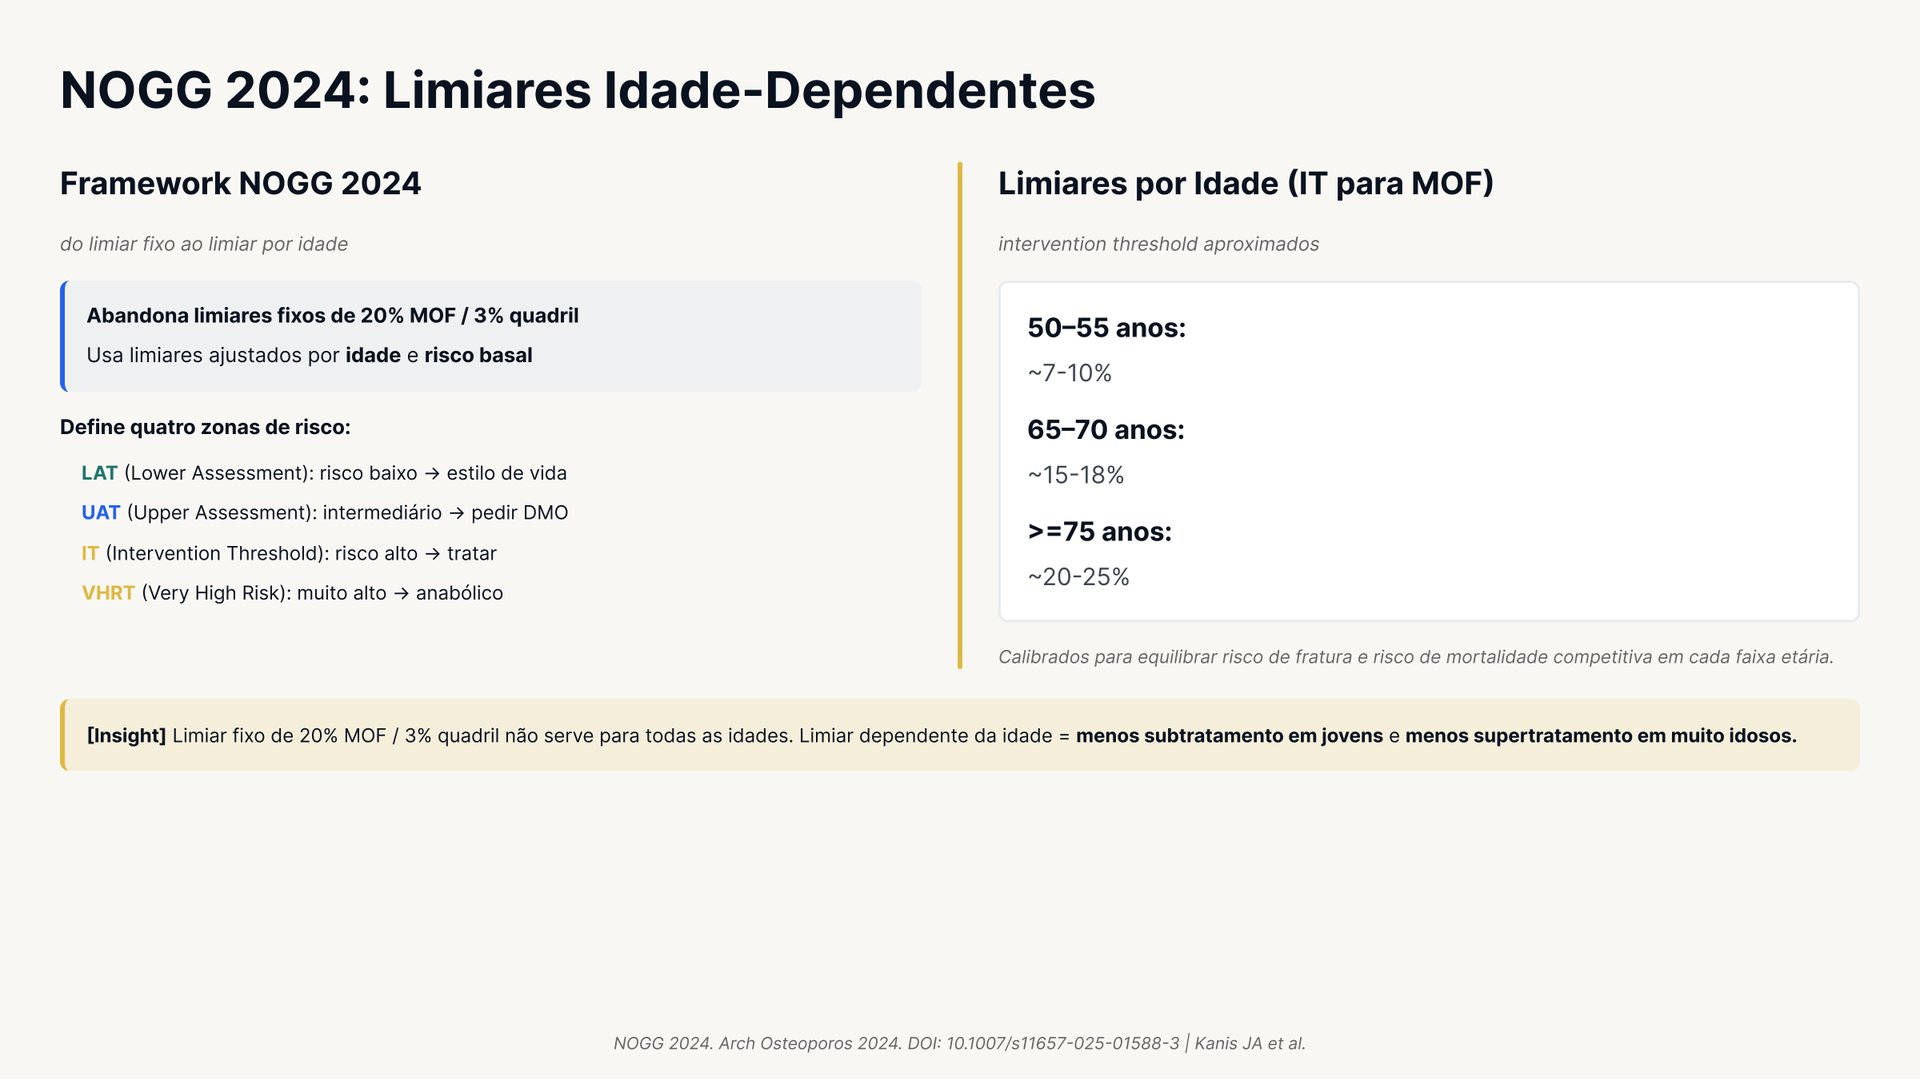 NOGG 2024: Limiares Idade-Dependentes
Framework NOGG 2024
do limiar fixo ao limiar por idade
Abandona limiares fixos de 20% MOF / 3% quadril
Usa limiares ajustados por idade e risco basal
Define quatro zonas de risco:
LAT (Lower Assessment): risco baixo → estilo de vida
UAT (Upper Assessment): intermediário → pedir DMO
IT (Intervention Threshold): risco alto → tratar
VHRT (Very High Risk): muito alto → anabólico
Limiares por Idade (IT para MOF)
intervention threshold aproximados
50–55 anos:
~7-10%
65–70 anos:
~15-18%
>=75 anos:
~20-25%
Calibrados para equilibrar risco de fratura e risco de mortalidade competitiva em cada faixa etária.
[Insight] Limiar fixo de 20% MOF / 3% quadril não serve para todas as idades. Limiar dependente da idade = menos subtratamento em jovens e menos supertratamento em muito idosos.
NOGG 2024. Arch Osteoporos 2024. DOI: 10.1007/s11657-025-01588-3 | Kanis JA et al.